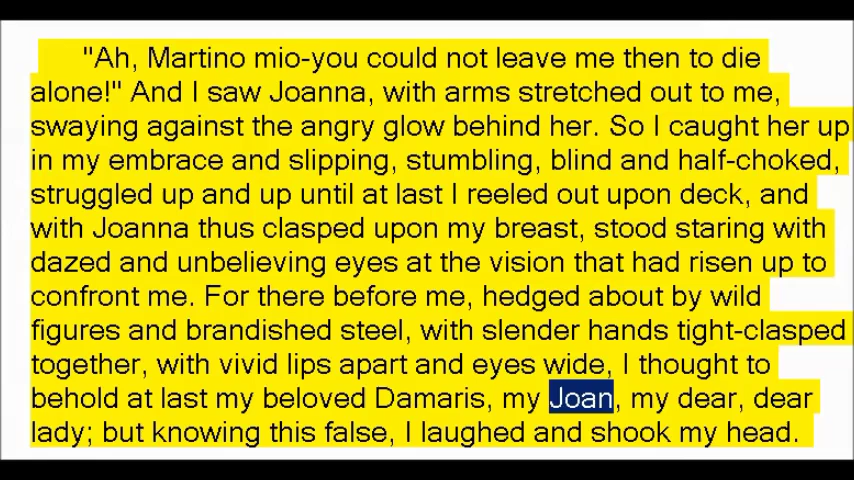 "Ah, Martino mio-you could not leave me then to die
alone!" And I saw Joanna, with arms stretched out to me,
swaying against the angry glow behind her. So I caught her up
in my embrace and slipping, stumbling, blind and half-choked,
struggled up and up until at last I reeled out upon deck, and
with Joanna thus clasped upon my breast, stood staring with
dazed and unbelieving eyes at the vision that had risen up to
confront me. For there before me, hedged about by wild
figures and brandished steel, with slender hands tight-clasped
together, with vivid lips apart and eyes wide, I thought to
behold at last my beloved Damaris, my Joan, my dear, dear
lady; but knowing this false, I laughed and shook my head.